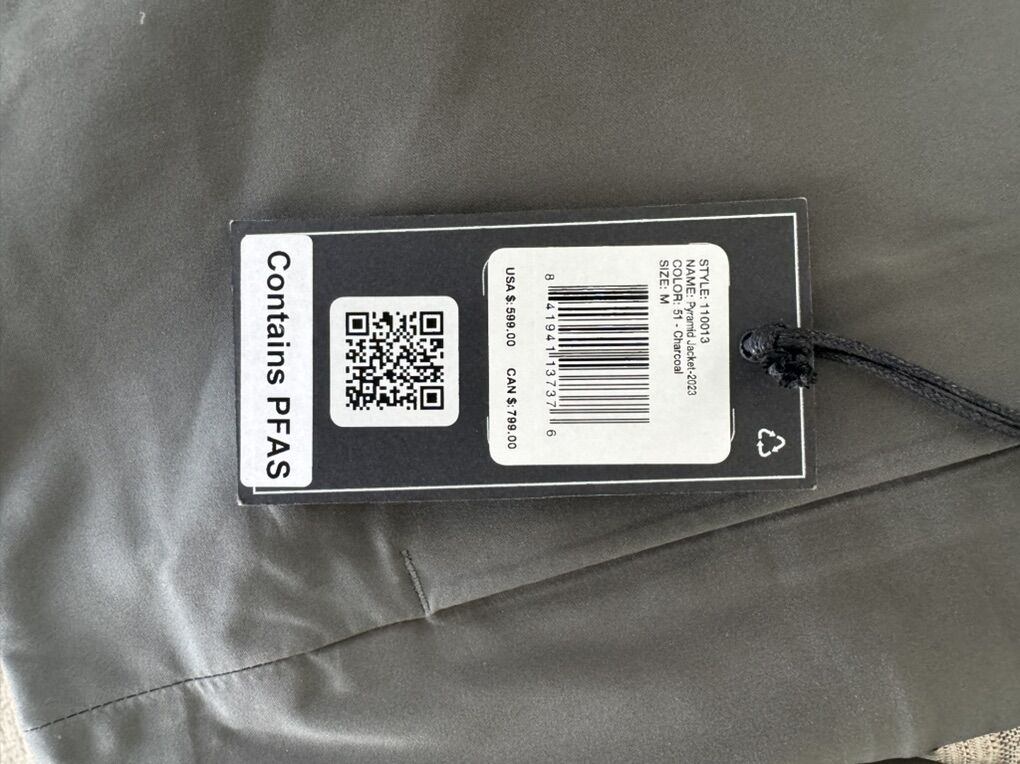 STYLE: 110013
NAME: Pyramid Jacket-2023
COLOR: 51 - Charcoal
SIZE: M
8 41941 13737 6
USA $:599.00 CAN $:799.00
Contains PFAS